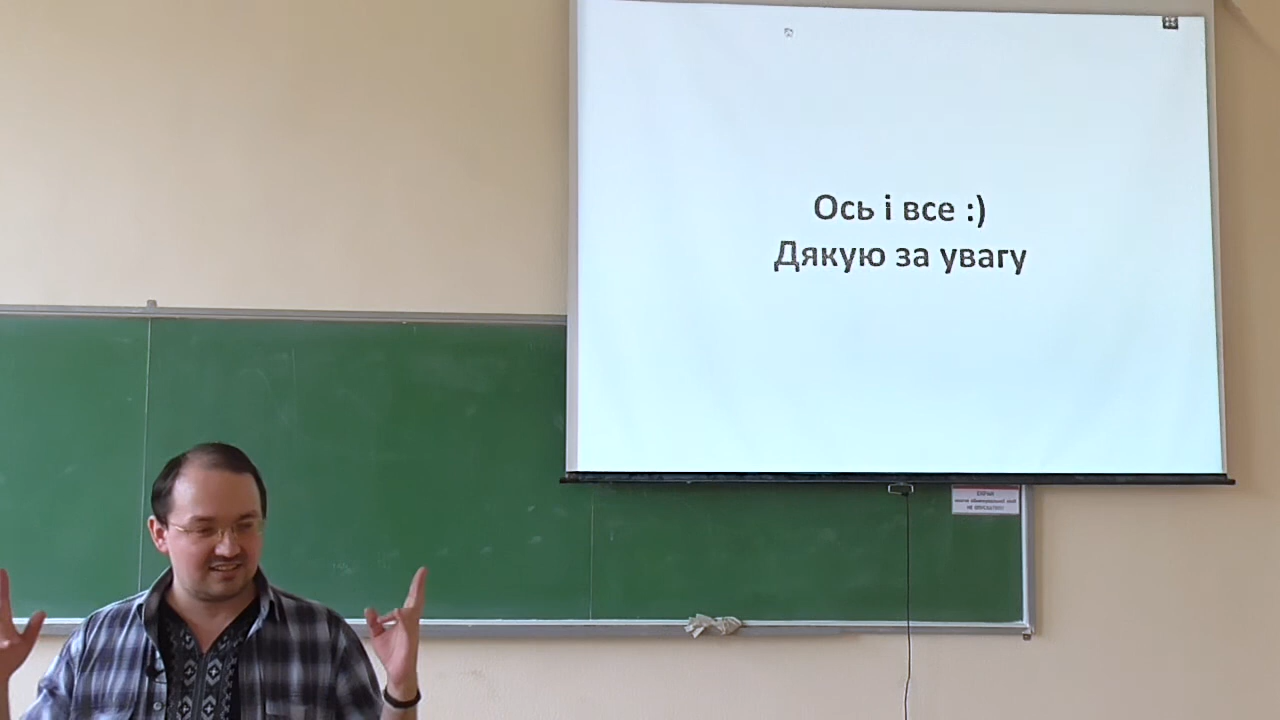 Ось і все :)
Дякую за увагу